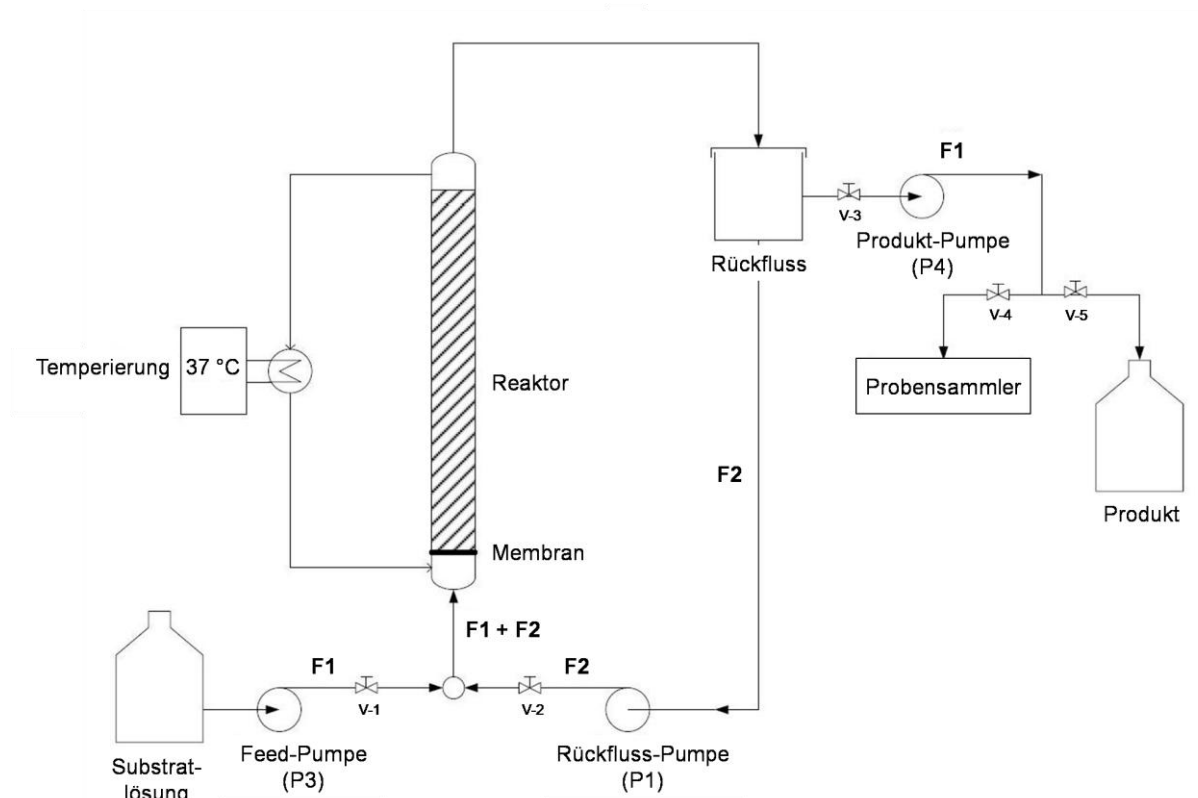 F1
V-3
Rückfluss
Produkt-Pumpe
(P4)
V-4
V-5
Temperierung
37 °C
Reaktor
Probensammler
F2
Produkt
Membran
F1 + F2
F1
F2
V-1
V-2
Feed-Pumpe
(P3)
Rückfluss-Pumpe
(P1)
Substrat-
lösung